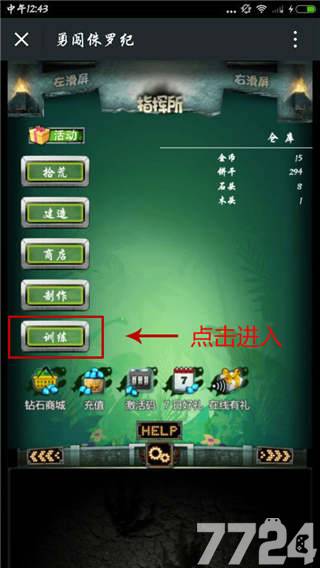 中午12:43
勇闯侏罗纪
左滑屏
指挥所
右滑屏
活动
仓库
金币 15
饼干 294
石头 8
木头 1
拾荒
建造
商店
制作
训练
点击进入
钻石商城
充值
激活码
7
7日好礼
在线有礼
HELP
7724